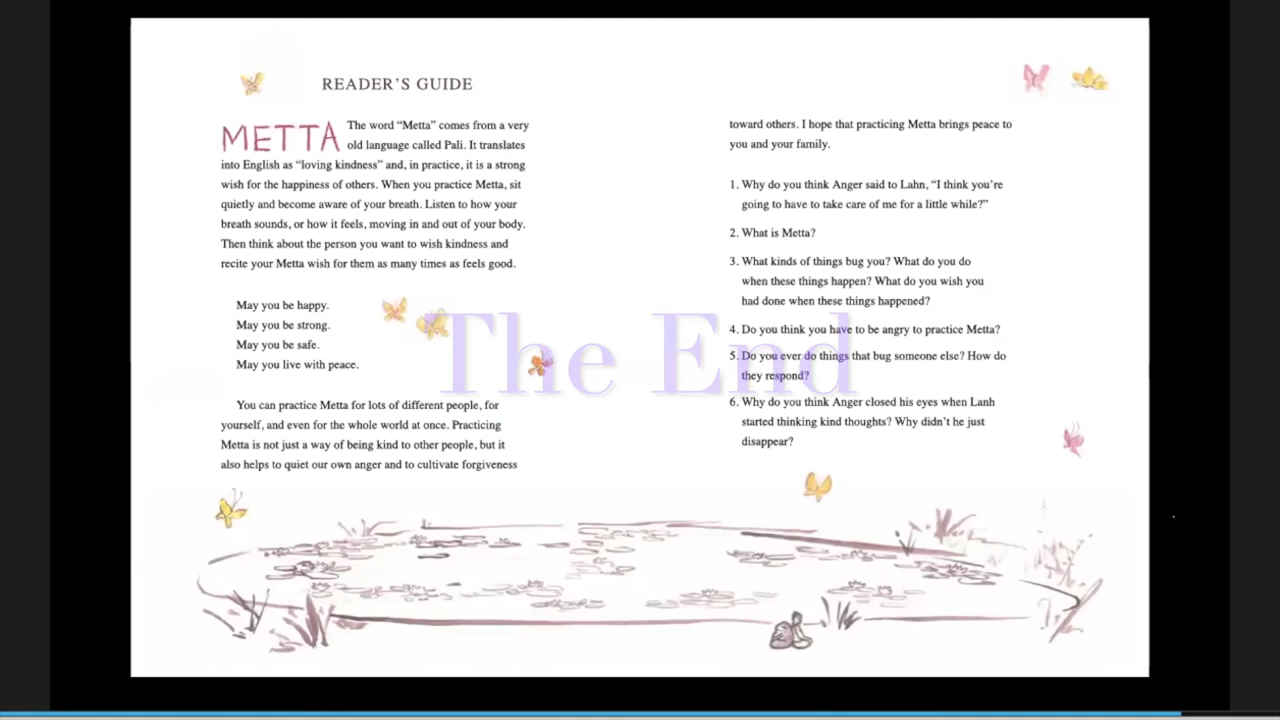 READER'S GUIDE
METTA The word “Metta” comes from a very
old language called Pali. It translates
into English as “loving kindness” and, in practice, it is a strong
wish for the happiness of others. When you practice Metta, sit
quietly and become aware of your breath. Listen to how your
breath sounds, or how it feels, moving in and out of your body.
Then think about the person you want to wish kindness and
recite your Metta wish for them as many times as feels good.
May you be happy.
May you be strong.
May you be safe.
May you live with peace.
You can practice Metta for lots of different people, for
yourself, and even for the whole world at once. Practicing
Metta is not just a way of being kind to other people, but it
also helps to quiet our own anger and to cultivate forgiveness
toward others. I hope that practicing Metta brings peace to
you and your family.
1. Why do you think Anger said to Lahn, “I think you're
going to have to take care of me for a little while?”
2. What is Metta?
3. What kinds of things bug you? What do you do
when these things happen? What do you wish you
had done when these things happened?
4. Do you think you have to be angry to practice Metta?
5. Do you ever do things that bug someone else? How do
they respond?
6. Why do you think Anger closed his eyes when Lanh
started thinking kind thoughts? Why didn't he just
disappear?
The End